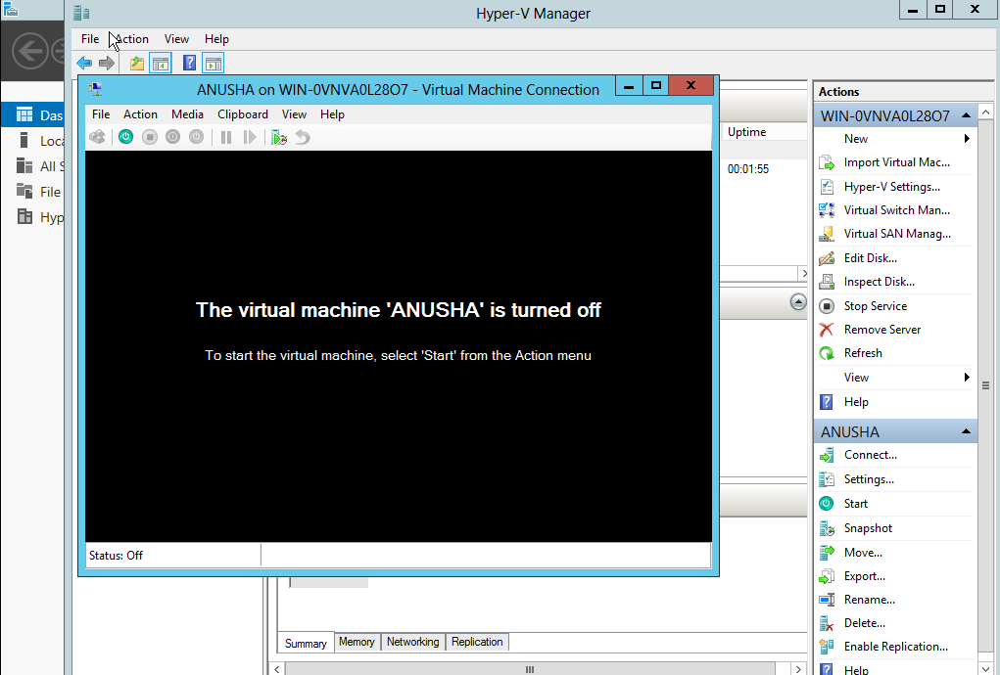 Hyper-V Manager
File Action View Help
ANUSHA on WIN-0VNVA0L28O7 - Virtual Machine Connection
File Action Media Clipboard View Help
The virtual machine 'ANUSHA' is turned off
To start the virtual machine, select 'Start' from the Action menu
Status: Off
Das
Loca
All S
File
Hyp
Uptime
00:01:55
Summary Memory Networking Replication
Actions
WIN-0VNVA0L28O7
New
Import Virtual Mac...
Hyper-V Settings...
Virtual Switch Man...
Virtual SAN Manag...
Edit Disk...
Inspect Disk...
Stop Service
Remove Server
Refresh
View
Help
ANUSHA
Connect...
Settings...
Start
Snapshot
Move...
Export...
Rename...
Delete...
Enable Replication...
Help